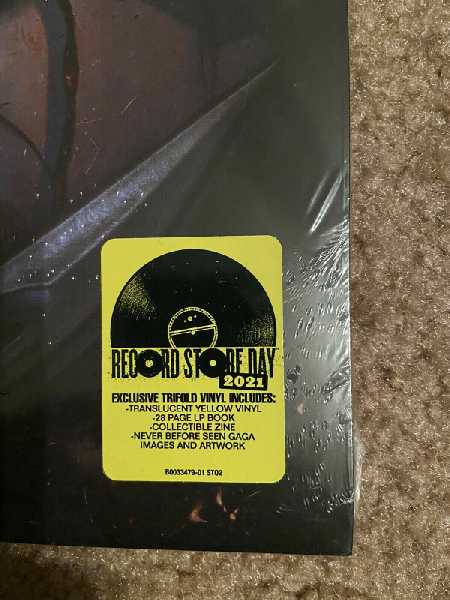 RECORD STORE DAY
2021
EXCLUSIVE TRIFOLD VINYL INCLUDES:
-TRANSLUCENT YELLOW VINYL
-28 PAGE LP BOOK
-COLLECTIBLE ZINE
-NEVER BEFORE SEEN GAGA
IMAGES AND ARTWORK
B0033479-01 ST02